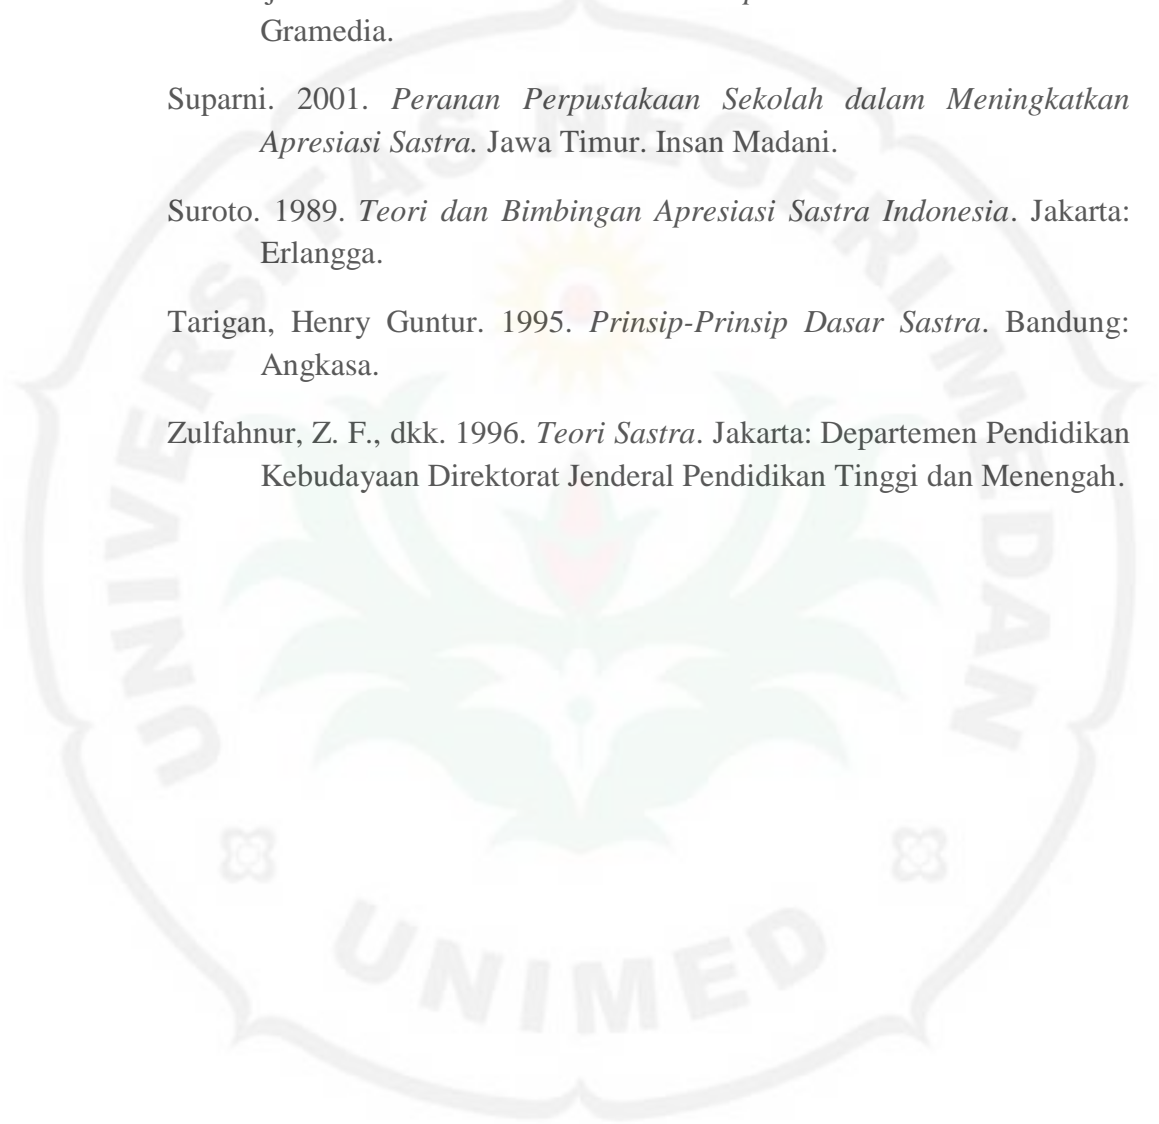 Gramedia.
Suparni. 2001. Peranan Perpustakaan Sekolah dalam Meningkatkan
Apresiasi Sastra. Jawa Timur. Insan Madani.
Suroto. 1989. Teori dan Bimbingan Apresiasi Sastra Indonesia. Jakarta:
Erlangga.
Tarigan, Henry Guntur. 1995. Prinsip-Prinsip Dasar Sastra. Bandung:
Angkasa.
Zulfahnur, Z. F., dkk. 1996. Teori Sastra. Jakarta: Departemen Pendidikan
Kebudayaan Direktorat Jenderal Pendidikan Tinggi dan Menengah.
UNIVERSITAS NEGERI MEDAN
UNIMED